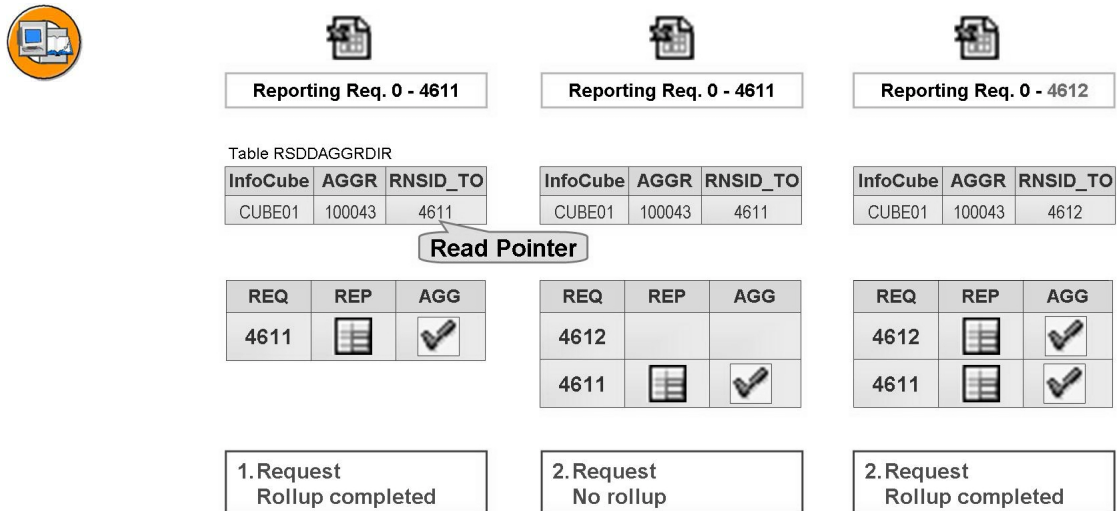 Reporting Req. 0 - 4611
Reporting Req. 0 - 4611
Reporting Req. 0 - 4612
Table RSDDAGGRDIR
InfoCube AGGR RNSID_TO
CUBE01 100043 4611
InfoCube AGGR RNSID_TO
CUBE01 100043 4611
InfoCube AGGR RNSID_TO
CUBE01 100043 4612
Read Pointer
REQ REP AGG
4611
REQ REP AGG
4612
4611
REQ REP AGG
4612
4611
1. Request
Rollup completed
2. Request
No rollup
2. Request
Rollup completed